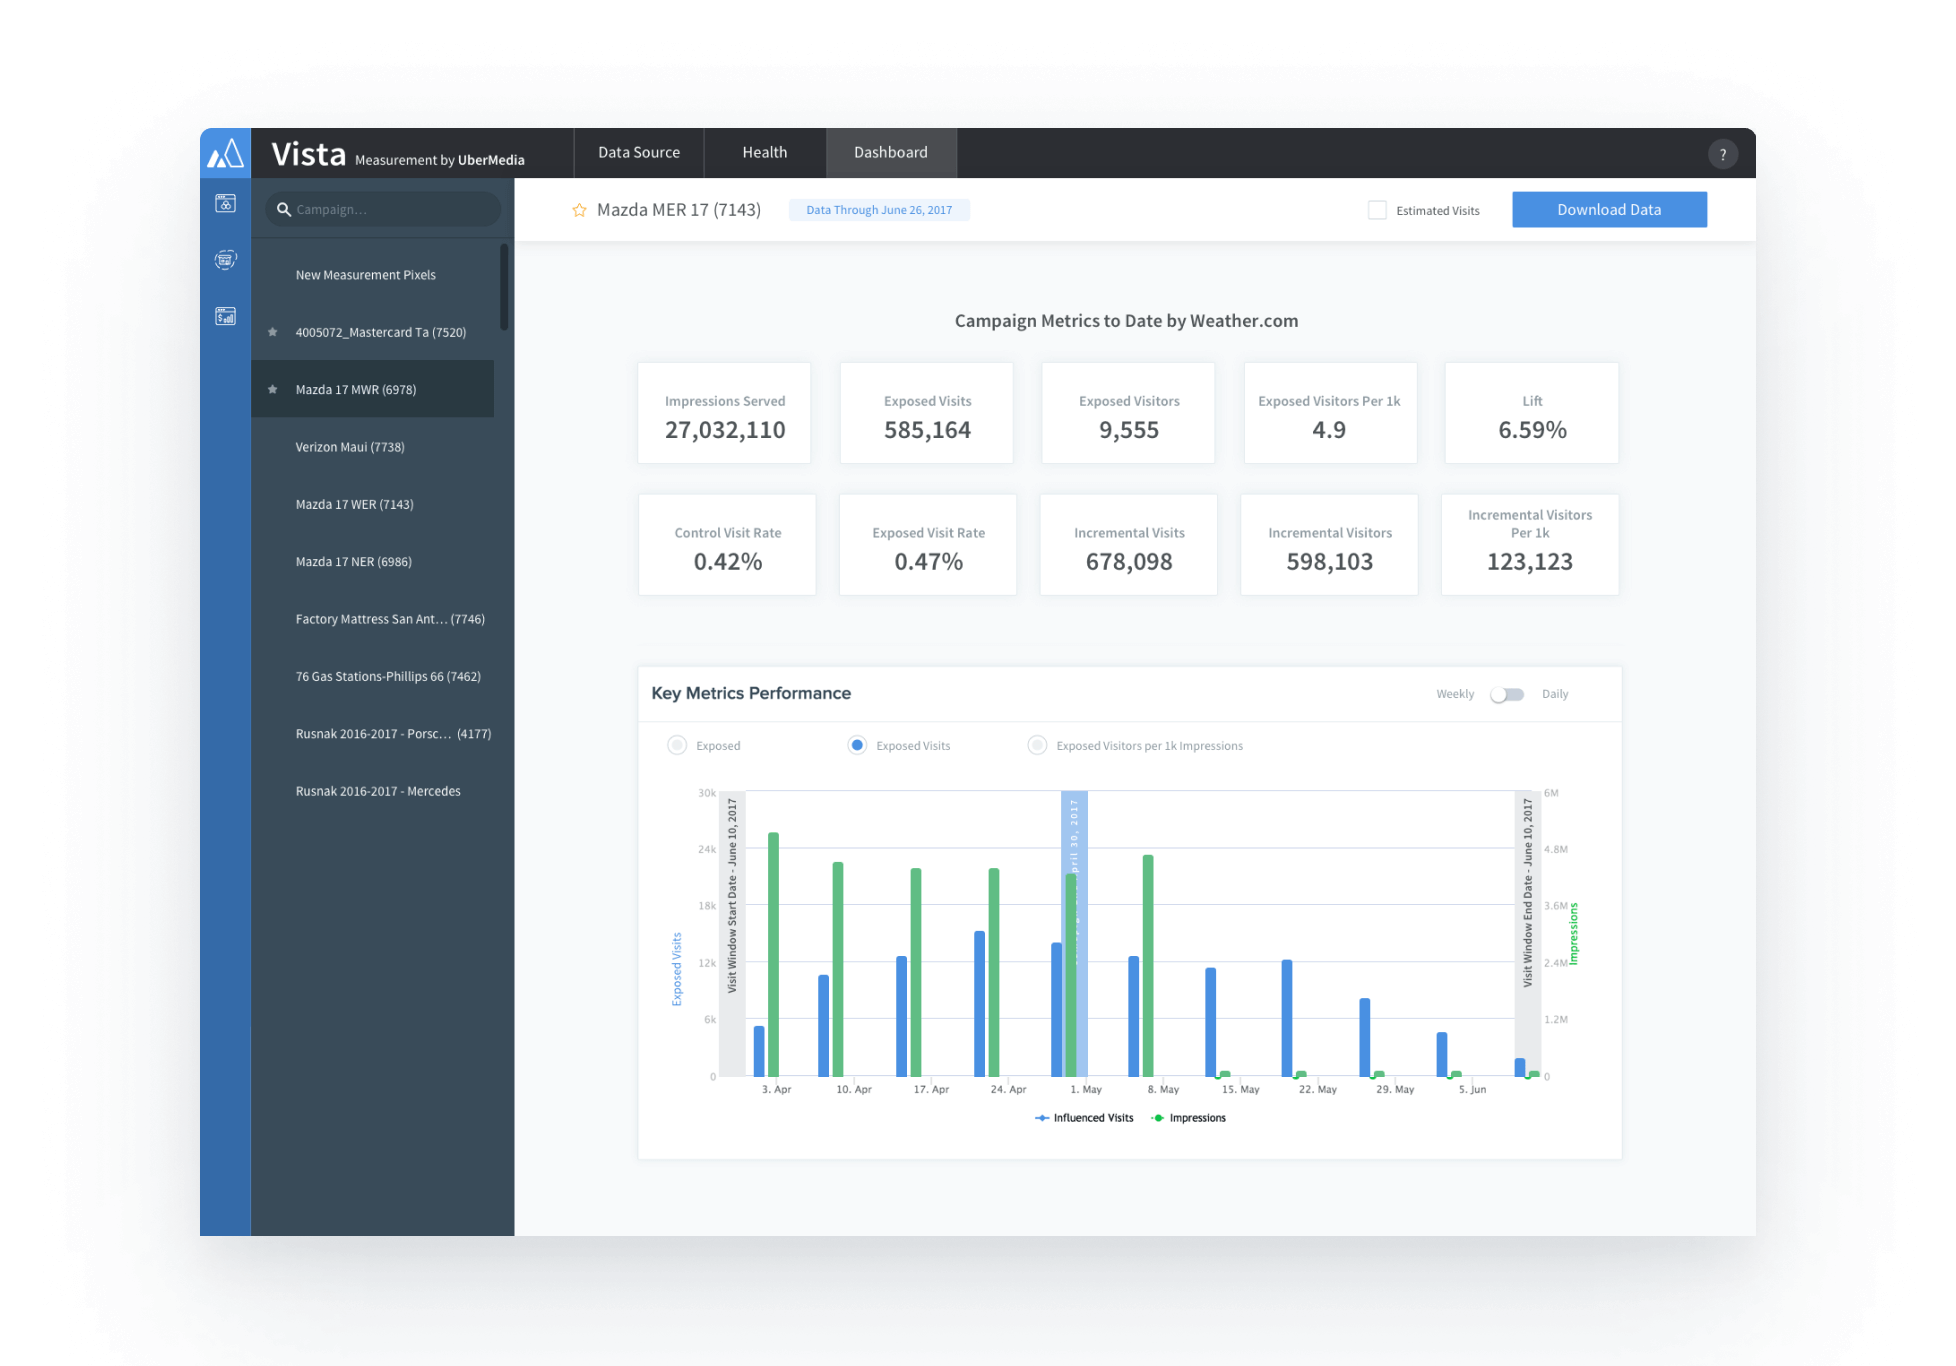 Vista Measurement by UberMedia
Data Source
Health
Dashboard
?
Campaign...
Mazda MER 17 (7143)
Data Through June 26, 2017
Estimated Visits
Download Data
New Measurement Pixels
4005072_Mastercard Ta (7520)
Mazda 17 MWR (6978)
Verizon Maui (7738)
Mazda 17 WER (7143)
Mazda 17 NER (6986)
Factory Mattress San Ant... (7746)
76 Gas Stations-Phillips 66 (7462)
Rusnak 2016-2017 - Porsc... (4177)
Rusnak 2016-2017 - Mercedes
Campaign Metrics to Date by Weather.com
Impressions Served
27,032,110
Exposed Visits
585,164
Exposed Visitors
9,555
Exposed Visitors Per 1k
4.9
Lift
6.59%
Control Visit Rate
0.42%
Exposed Visit Rate
0.47%
Incremental Visits
678,098
Incremental Visitors
598,103
Incremental Visitors
Per 1k
123,123
Key Metrics Performance
Weekly
Daily
Exposed
Exposed Visits
Exposed Visitors per 1k Impressions
Exposed Visits
30k
24k
18k
12k
6k
0
Visit Window Start Date - June 10, 2017
April 30, 2017
Visit Window End Date - June 10, 2017
6M
4.8M
3.6M
2.4M
1.2M
0
Impressions
3. Apr
10. Apr
17. Apr
24. Apr
1. May
8. May
15. May
22. May
29. May
5. Jun
Influenced Visits
Impressions